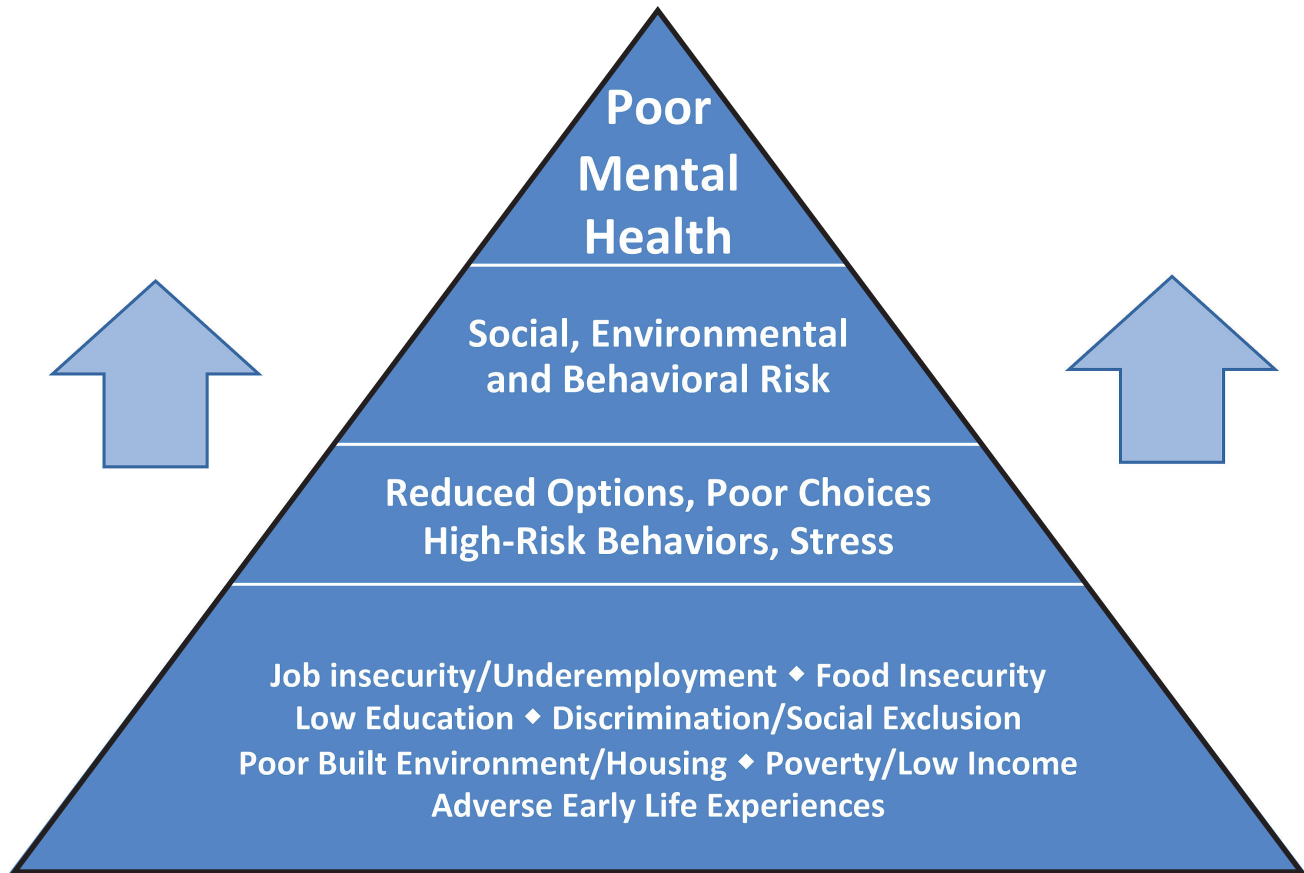 Poor
Mental
Health
Social, Environmental
and Behavioral Risk
Reduced Options, Poor Choices
High-Risk Behaviors, Stress
Job insecurity/Underemployment ◆ Food Insecurity
Low Education ◆ Discrimination/Social Exclusion
Poor Built Environment/Housing ◆ Poverty/Low Income
Adverse Early Life Experiences